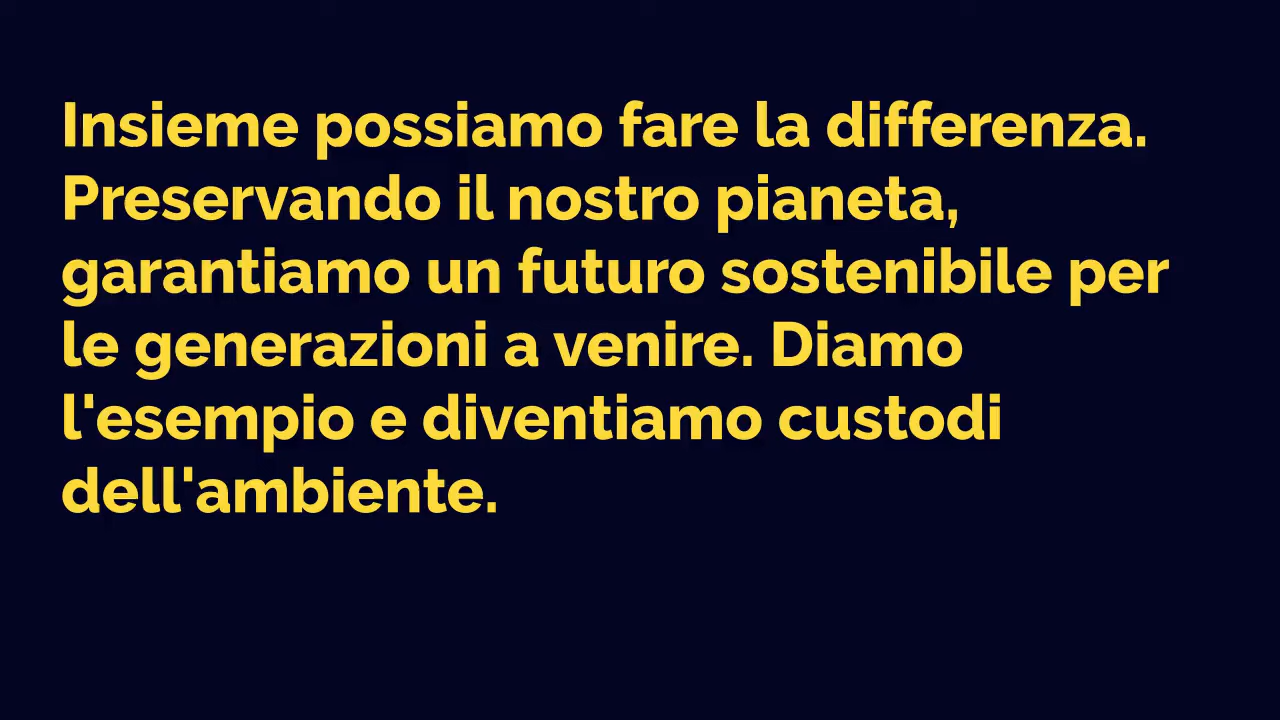 Insieme possiamo fare la differenza.
Preservando il nostro pianeta,
garantiamo un futuro sostenibile per
le generazioni a venire. Diamo
l'esempio e diventiamo custodi
dell'ambiente.